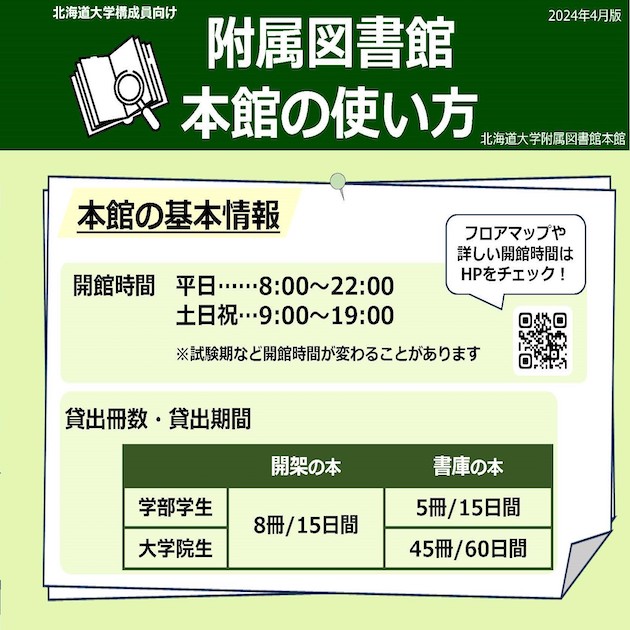 北海道大学構成員向け
2024年4月版
附属図書館
本館の使い方
北海道大学附属図書館本館
本館の基本情報
フロアマップや
詳しい開館時間は
HPをチェック！
開館時間 平日……8:00～22:00
土日祝…9:00～19:00
※試験期など開館時間が変わることがあります
貸出冊数・貸出期間
開架の本 書庫の本
学部学生 8冊/15日間 5冊/15日間
大学院生 45冊/60日間